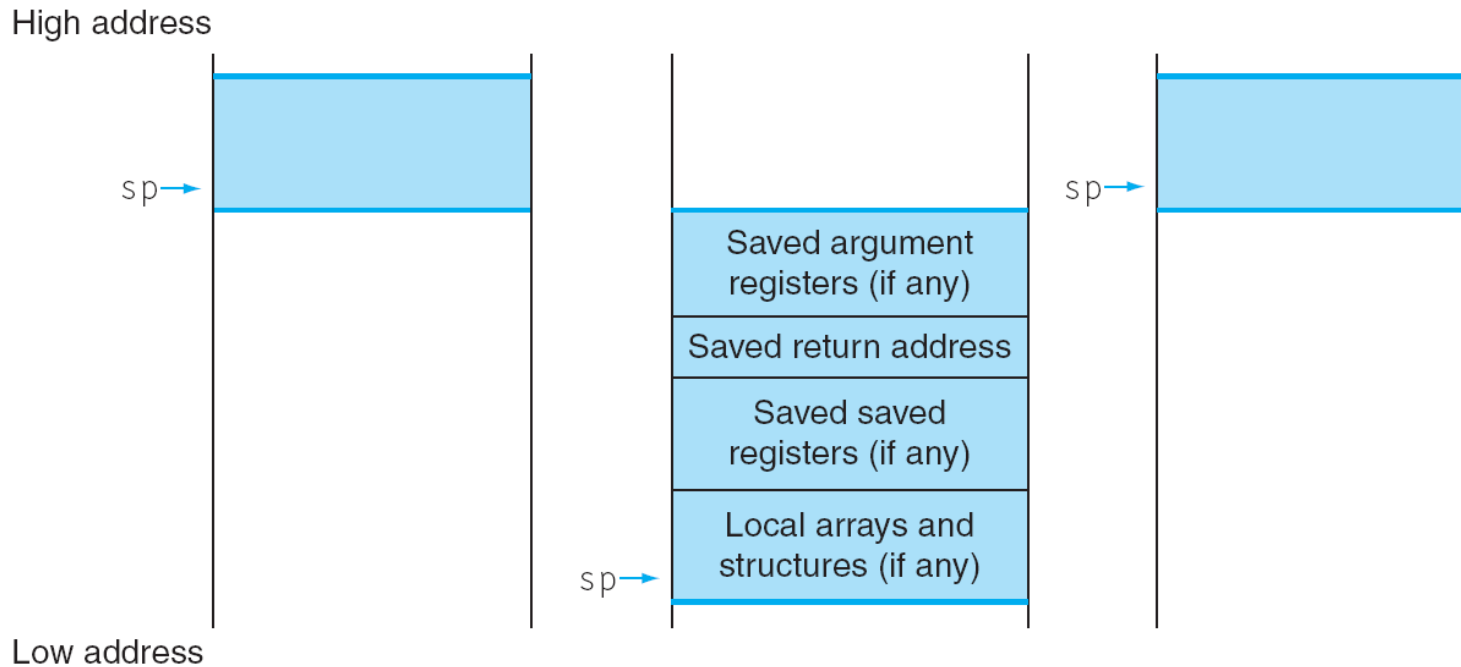 High address
sp
sp
Saved argument
registers (if any)
Saved return address
Saved saved
registers (if any)
Local arrays and
structures (if any)
sp
Low address